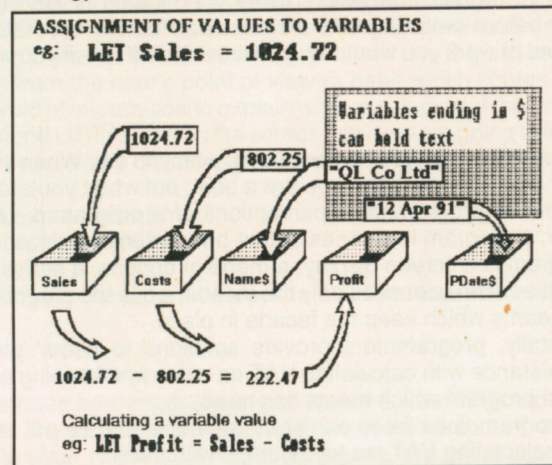 ASSIGNMENT OF VALUES TO VARIABLES
eg: LET Sales = 1024.72
Variables ending in $
can hold text
1024.72
802.25
"QL Co Ltd"
"12 Apr 91"
Sales
Costs
Name$
Profit
PDate$
1024.72 802.25 = 222.47
Calculating a variable value
eg: LET Profit = Sales - Costs